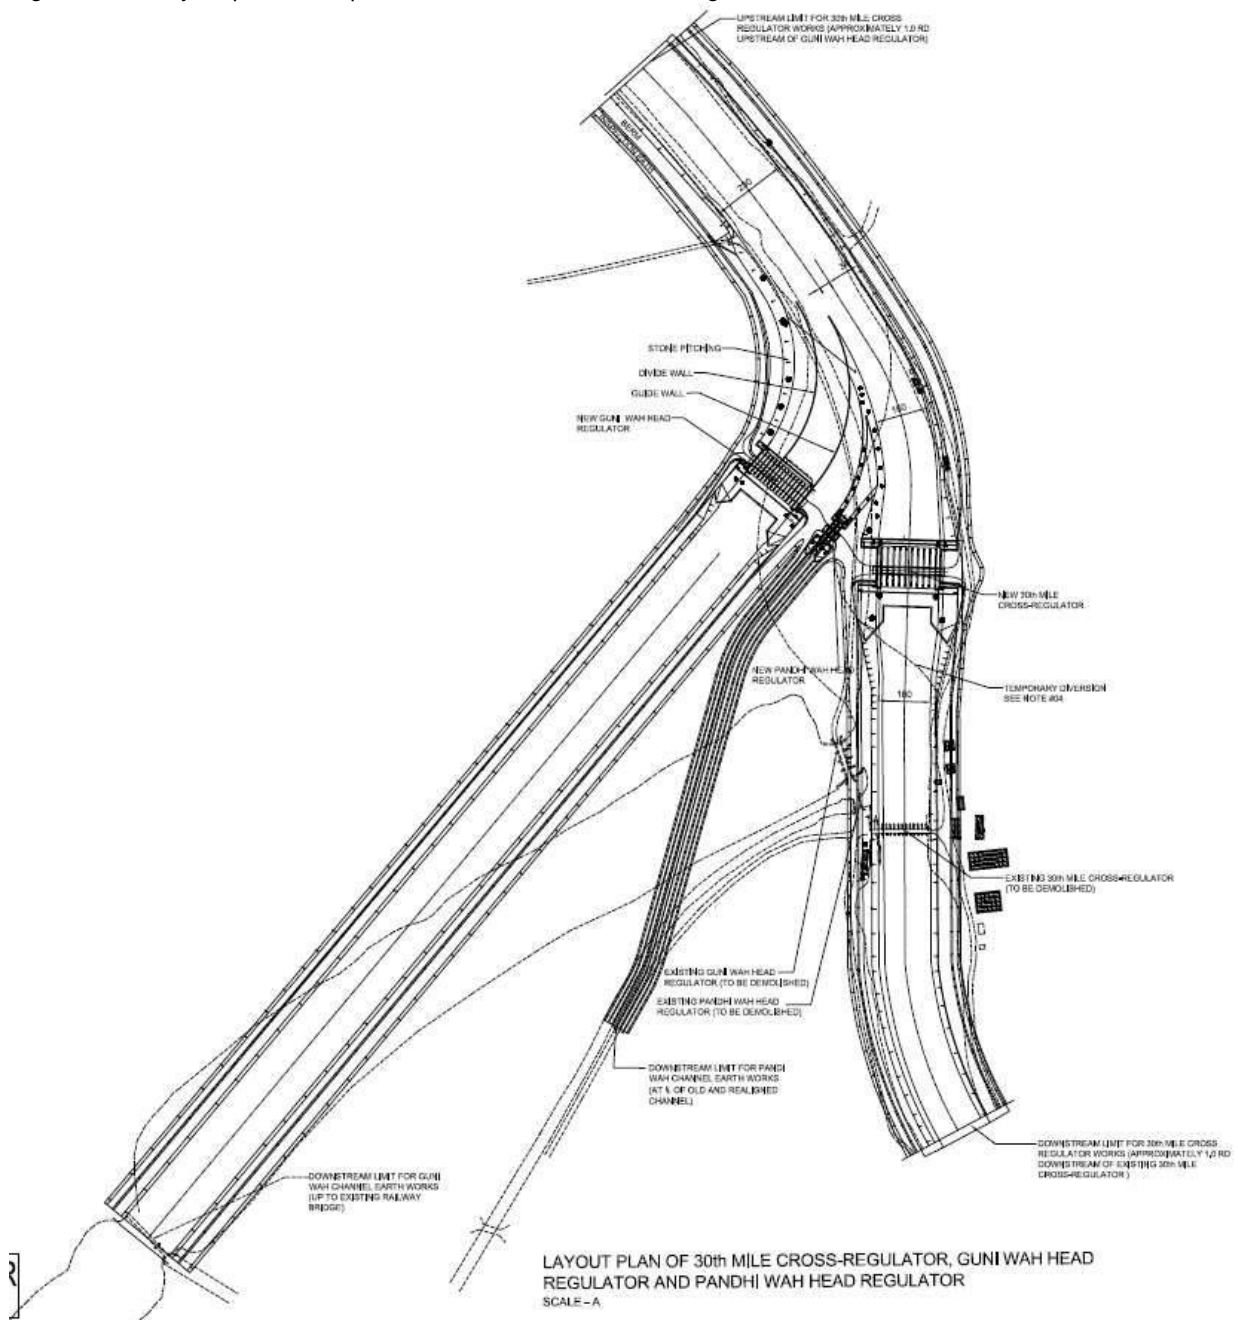 UPSTREAM LIMIT FOR 30th MILE CROSS
REGULATOR WORKS (APPROXIMATELY 1.0 RD
UPSTREAM OF GUNI WAH HEAD REGULATOR)
BERM
250
STONE PITCHING
DIVIDE WALL
GUIDE WALL
NEW GUNI WAH HEAD
REGULATOR
NEW 30th MILE
CROSS-REGULATOR
NEW PANDHI WAH HEAD
REGULATOR
TEMPORARY DIVERSION
SEE NOTE #04
180
EXISTING 30th MILE CROSS-REGULATOR
(TO BE DEMOLISHED)
EXISTING GUNI WAH HEAD
REGULATOR (TO BE DEMOLISHED)
EXISTING PANDHI WAH HEAD
REGULATOR (TO BE DEMOLISHED)
DOWNSTREAM LIMIT FOR PANDI
WAH CHANNEL EARTH WORKS
(AT ℄ OF OLD AND REALIGNED
CHANNEL)
DOWNSTREAM LIMIT FOR 30th MILE CROSS
REGULATOR WORKS (APPROXIMATELY 1.0 RD
DOWNSTREAM OF EXISTING 30th MILE
CROSS-REGULATOR )
DOWNSTREAM LIMIT FOR GUNI
WAH CHANNEL EARTH WORKS
(UP TO EXISTING RAILWAY
BRIDGE)
LAYOUT PLAN OF 30th MILE CROSS-REGULATOR, GUNI WAH HEAD
REGULATOR AND PANDHI WAH HEAD REGULATOR
SCALE - A